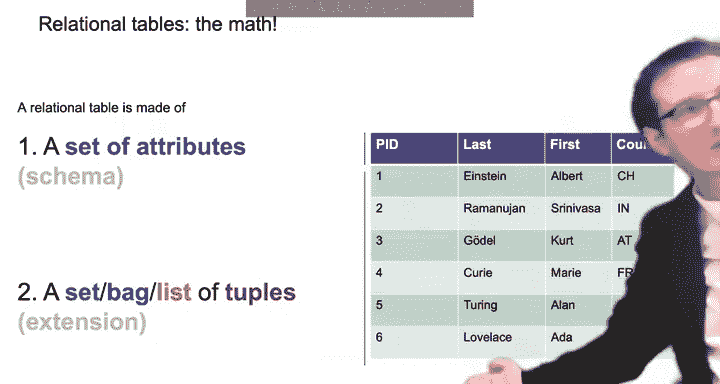 Relational tables: the math!
A relational table is made of
1. A set of attributes
(schema)
2. A set/bag/list of tuples
(extension)
PID Last First
1 Einstein Albert CH
2 Ramanujan Srinivasa IN
3 Gödel Kurt AT
4 Curie Marie FR
5 Turing Alan
6 Lovelace Ada